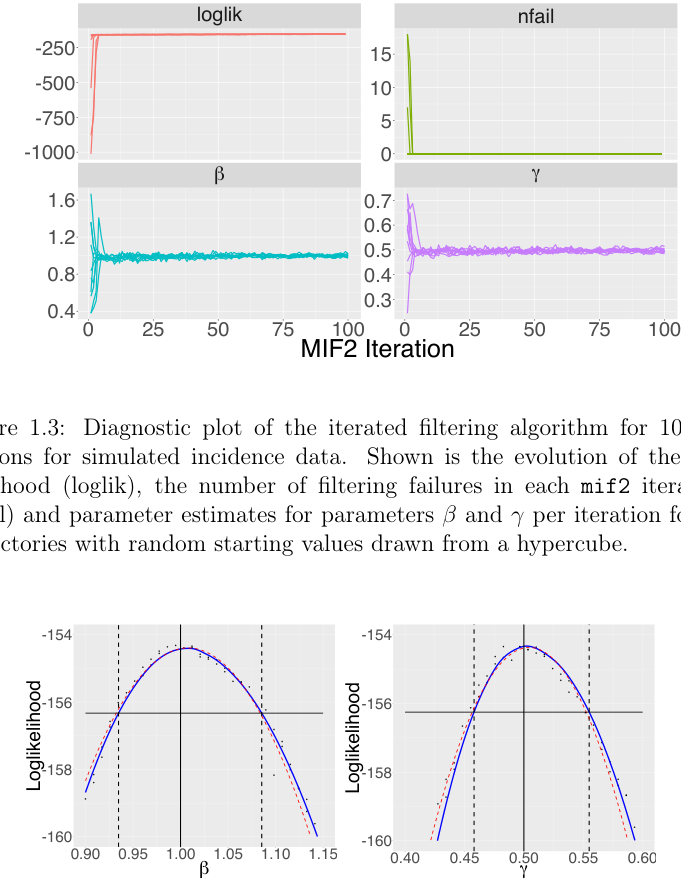 loglik
nfail
-250
-500
-750
-1000
15
10
5
0
β
γ
1.6
1.2
0.8
0.4
0.7
0.6
0.5
0.4
0.3
0 25 50 75 100
0 25 50 75 100
MIF2 Iteration
re 1.3: Diagnostic plot of the iterated filtering algorithm for 10
ons for simulated incidence data. Shown is the evolution of the
hood (loglik), the number of filtering failures in each mif2 itera
l) and parameter estimates for parameters β and γ per iteration fo
ctories with random starting values drawn from a hypercube.
-154
-156
-158
-160
Loglikelihood
0.90 0.95 1.00 1.05 1.10 1.15
β
-154
-156
-158
-160
Loglikelihood
0.40 0.45 0.50 0.55 0.60
γ